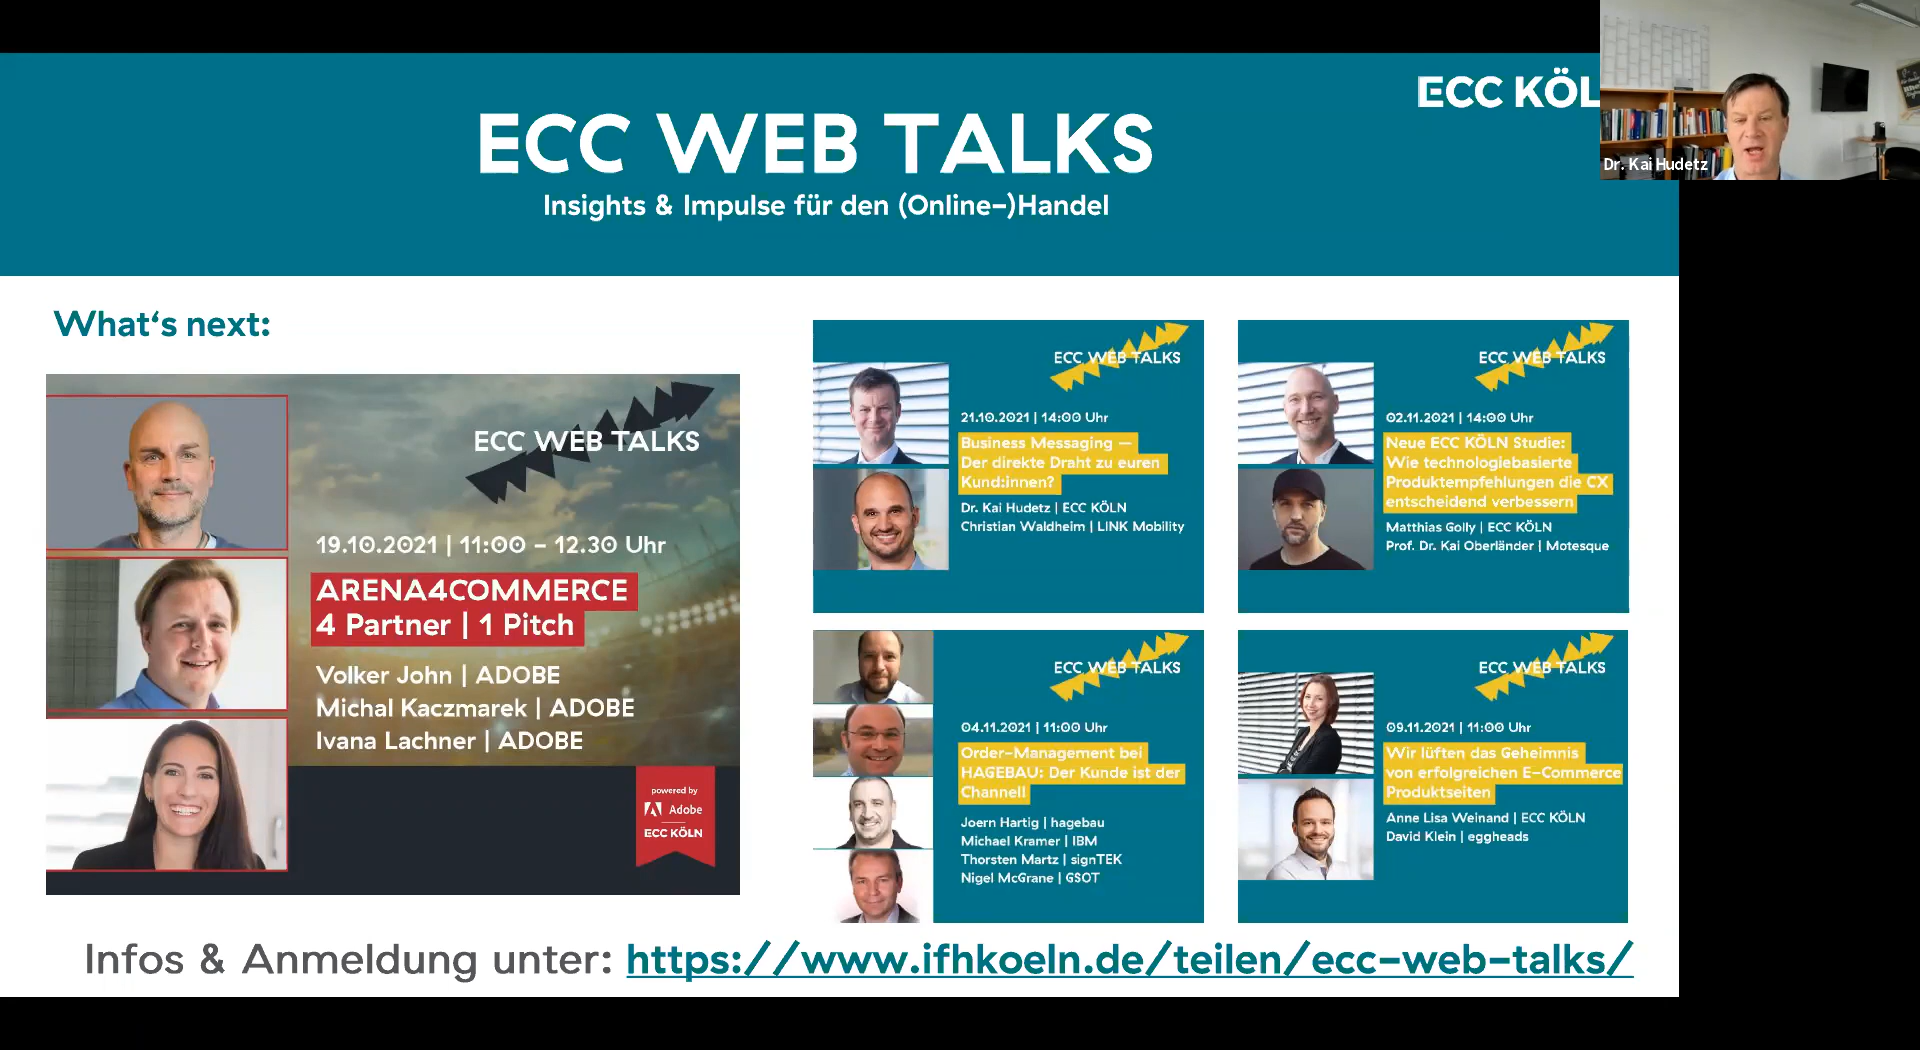 ECC KÖL
Dr. Kai Hudetz
ECC WEB TALKS
Insights & Impulse für den (Online-)Handel
What‘s next:
ECC WEB TALKS
19.10.2021 | 11:00 – 12.30 Uhr
ARENA4COMMERCE
4 Partner | 1 Pitch
Volker John | ADOBE
Michal Kaczmarek | ADOBE
Ivana Lachner | ADOBE
powered by
Adobe
ECC KÖLN
ECC WEB TALKS
21.10.2021 | 14:00 Uhr
Business Messaging –
Der direkte Draht zu euren
Kund:innen?
Dr. Kai Hudetz | ECC KÖLN
Christian Waldheim | LINK Mobility
ECC WEB TALKS
02.11.2021 | 14:00 Uhr
Neue ECC KÖLN Studie:
Wie technologiebasierte
Produktempfehlungen die CX
entscheidend verbessern
Matthias Golly | ECC KÖLN
Prof. Dr. Kai Oberländer | Motesque
ECC WEB TALKS
04.11.2021 | 11:00 Uhr
Order-Management bei
HAGEBAU: Der Kunde ist der
Channel!
Joern Hartig | hagebau
Michael Kramer | IBM
Thorsten Martz | signTEK
Nigel McGrane | GSOT
ECC WEB TALKS
09.11.2021 | 11:00 Uhr
Wir lüften das Geheimnis
von erfolgreichen E-Commerce
Produktseiten
Anne Lisa Weinand | ECC KÖLN
David Klein | eggheads
Infos & Anmeldung unter: https://www.ifhkoeln.de/teilen/ecc-web-talks/